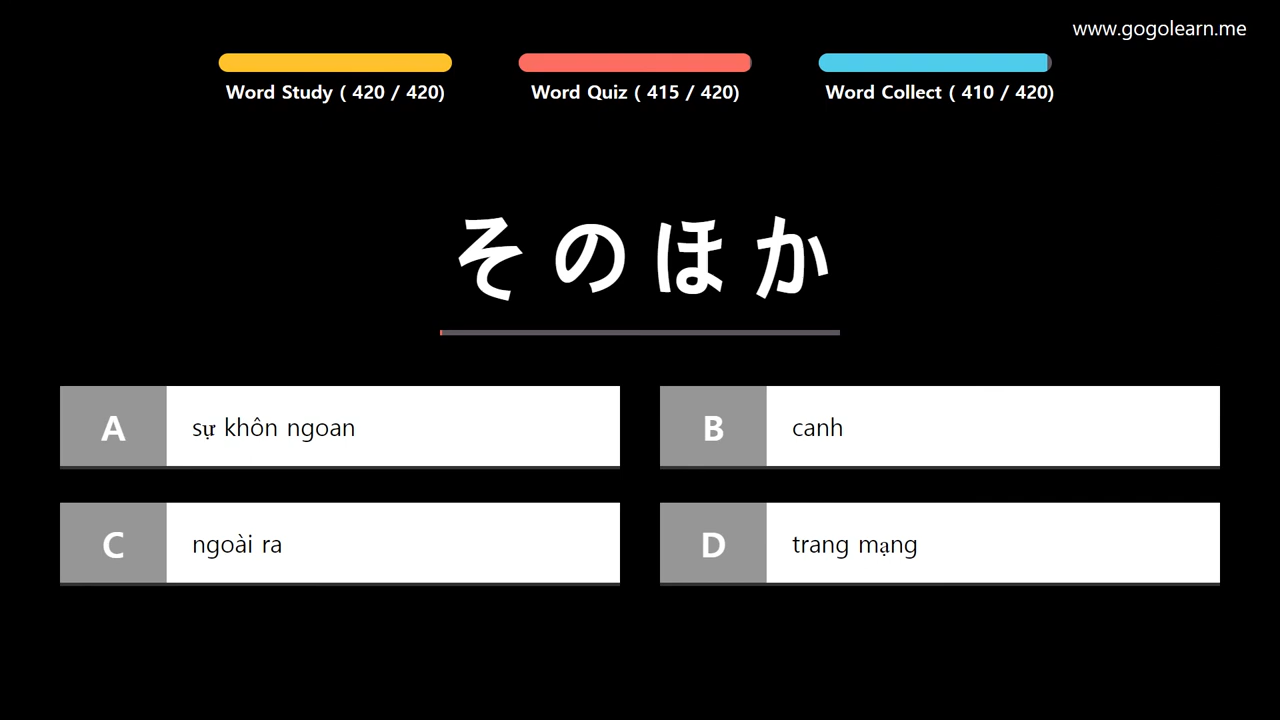 www.gogolearn.me
Word Study ( 420 / 420)
Word Quiz ( 415 / 420)
Word Collect ( 410 / 420)
そのほか
A sự khôn ngoan
B canh
C ngoài ra
D trang mạng